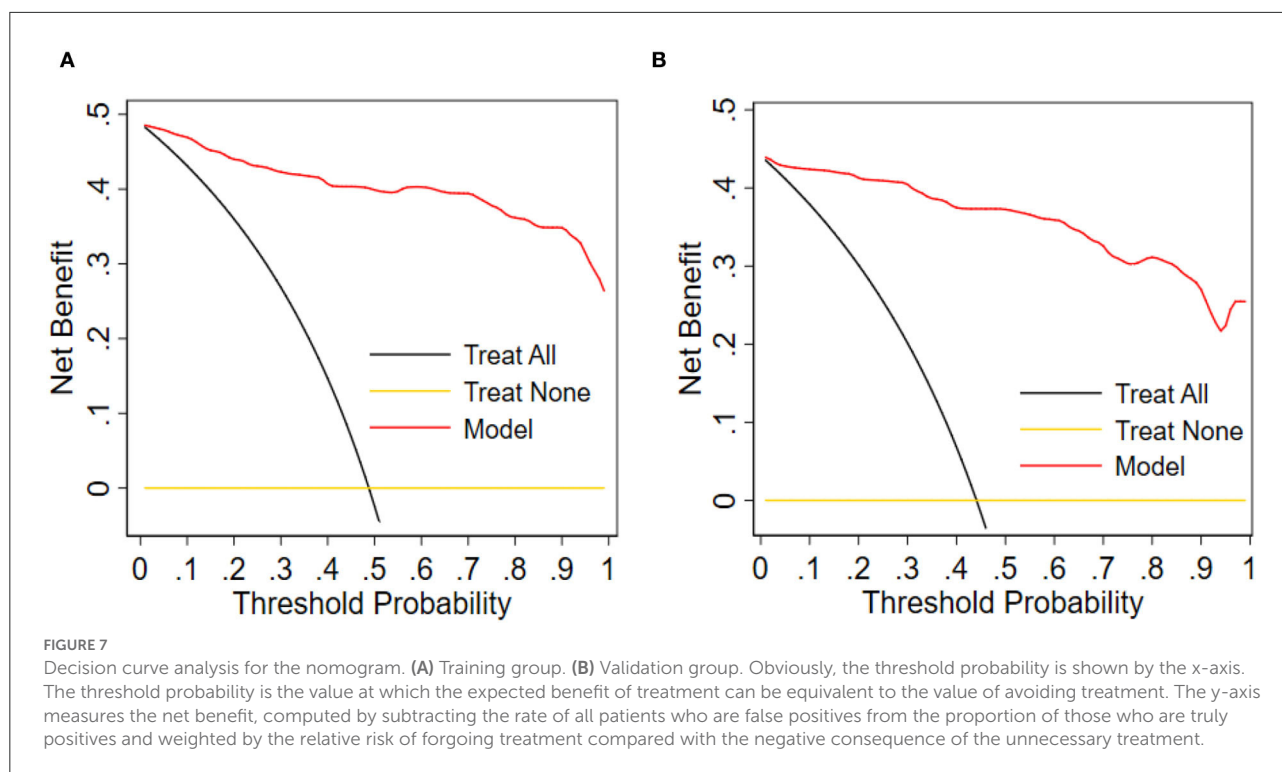 A
B
.5
.4
.3
.2
.1
0
Net Benefit
Treat All
Treat None
Model
0 .1 .2 .3 .4 .5 .6 .7 .8 .9 1
Threshold Probability
.5
.4
.3
.2
.1
0
Net Benefit
Treat All
Treat None
Model
0 .1 .2 .3 .4 .5 .6 .7 .8 .9 1
Threshold Probability
FIGURE 7
Decision curve analysis for the nomogram. (A) Training group. (B) Validation group. Obviously, the threshold probability is shown by the x-axis.
The threshold probability is the value at which the expected benefit of treatment can be equivalent to the value of avoiding treatment. The y-axis
measures the net benefit, computed by subtracting the rate of all patients who are false positives from the proportion of those who are truly
positives and weighted by the relative risk of forgoing treatment compared with the negative consequence of the unnecessary treatment.